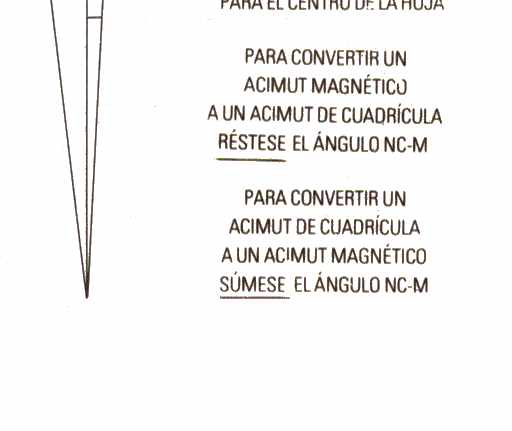 PARA EL CENTRO DE LA HOJA
PARA CONVERTIR UN
ACIMUT MAGNÉTICO
A UN ACIMUT DE CUADRÍCULA
RÉSTESE EL ÁNGULO NC-M
PARA CONVERTIR UN
ACIMUT DE CUADRÍCULA
A UN ACIMUT MAGNÉTICO
SÚMESE EL ÁNGULO NC-M